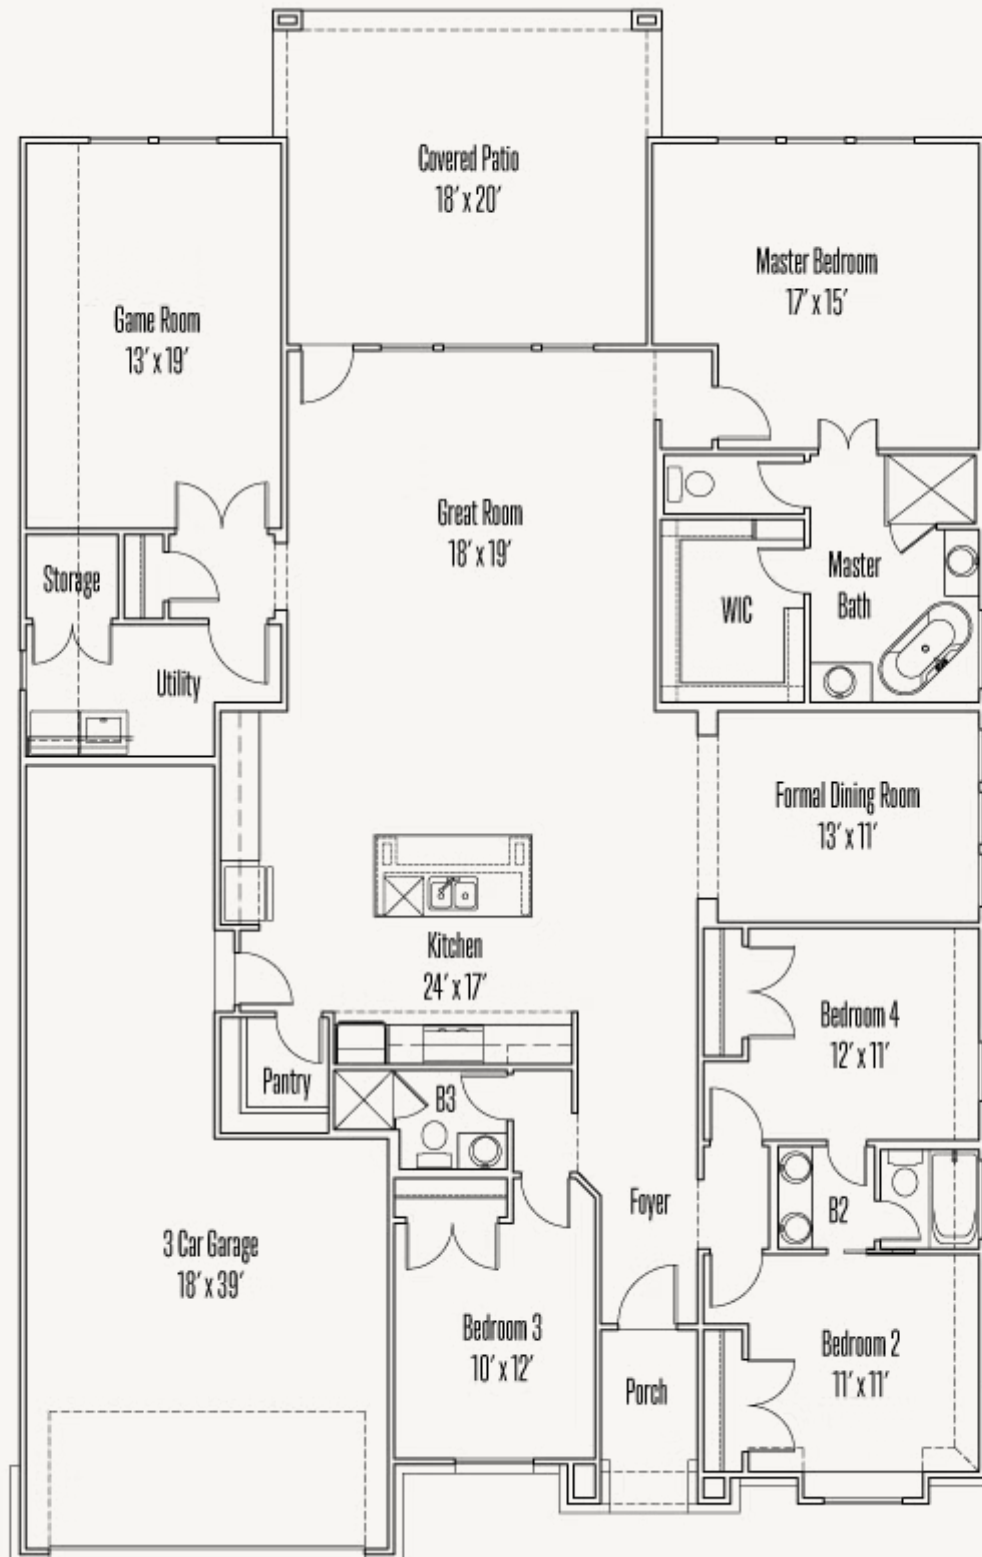 Covered Patio
18' x 20'
Master Bedroom
17' x 15'
Game Room
13' x 19'
Great Room
18' x 19'
Storage
Master
Bath
WIC
Utility
Formal Dining Room
13' x 11'
Kitchen
24' x 17'
Bedroom 4
12' x 11'
Pantry
B3
Foyer
B2
3 Car Garage
18' x 39'
Bedroom 3
10' x 12'
Bedroom 2
11' x 11'
Porch